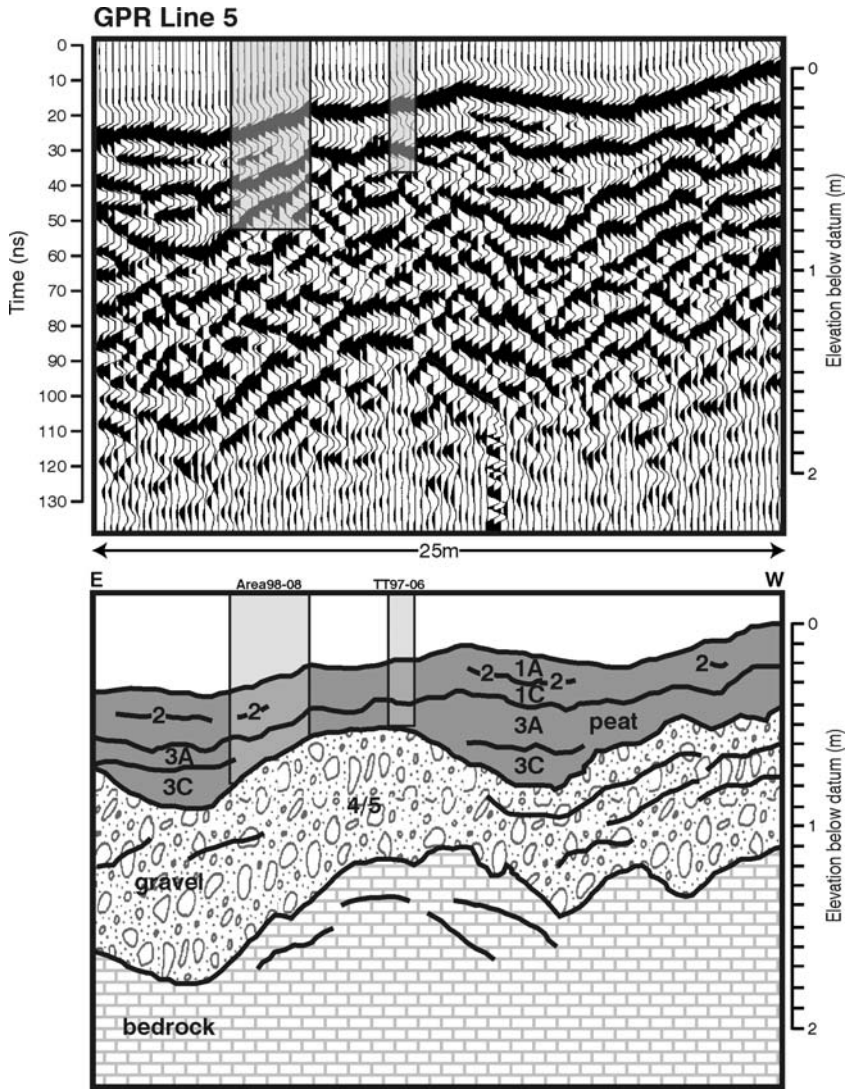 GPR Line 5
0
10
20
30
40
50
60
70
80
90
100
110
120
130
Time (ns)
0
1
2
Elevation below datum (m)
25m
E
Area98-08
TT97-06
W
2
2
2
1A
2
2
1C
3A
3C
3A
3C
peat
4/5
gravel
bedrock
0
1
2
Elevation below datum (m)